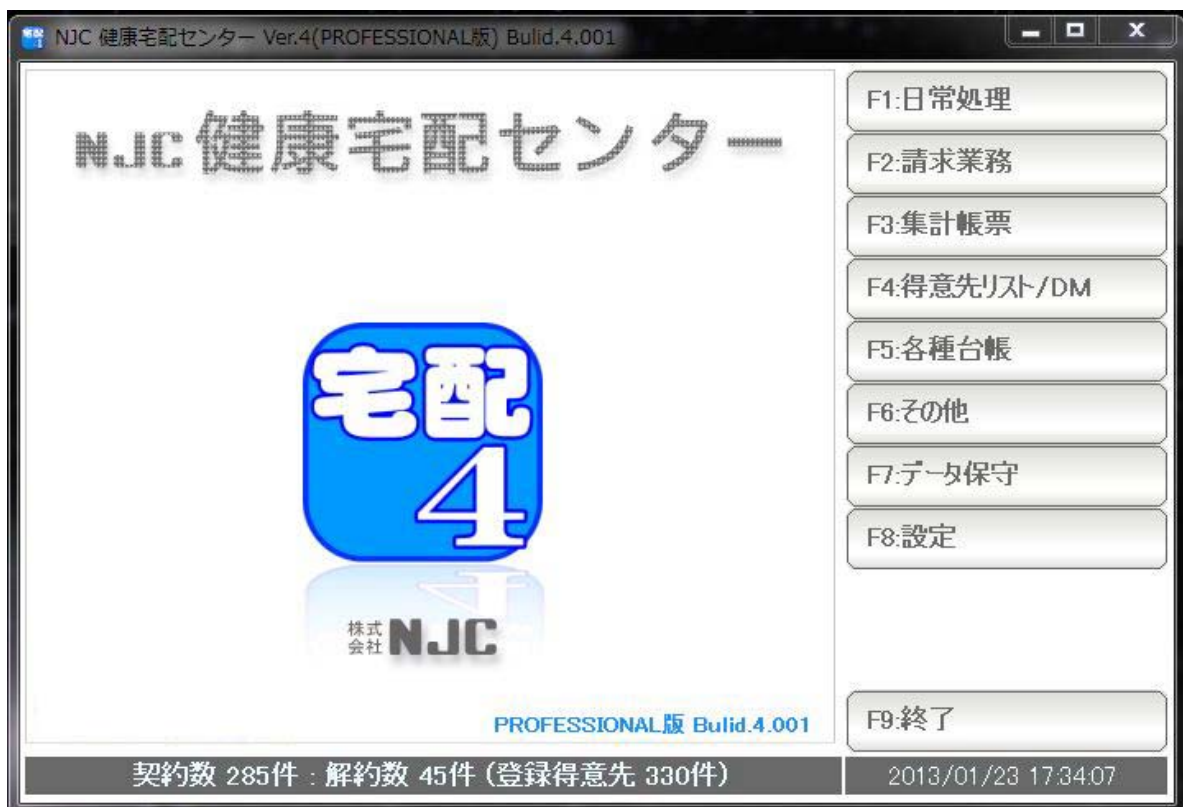 NJC 健康宅配センター Ver.4(PROFESSIONAL版) Bulid.4.001
NJC 健康宅配センター
宅配
4
株式
会社 NJC
PROFESSIONAL版 Bulid.4.001
F1:日常処理
F2:請求業務
F3:集計帳票
F4:得意先リスト/DM
F5:各種台帳
F6:その他
F7:データ保守
F8:設定
F9:終了
契約数 285件 : 解約数 45件 (登録得意先 330件)
2013/01/23 17:34:07